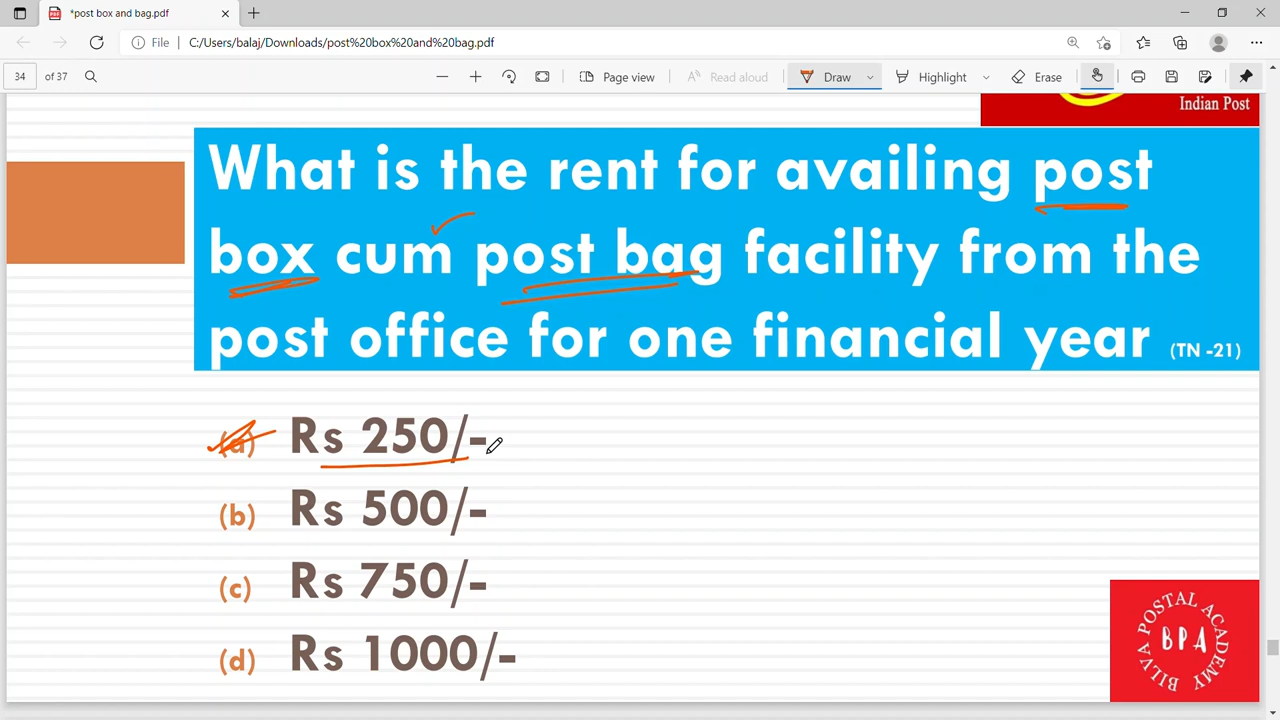 *post box and bag.pdf
File C:/Users/balaj/Downloads/post%20box%20and%20bag.pdf
34 of 37 Page view Read aloud Draw Highlight Erase
Indian Post
What is the rent for availing post
box cum post bag facility from the
post office for one financial year (TN -21)
(a) Rs 250/-
(b) Rs 500/-
(c) Rs 750/-
(d) Rs 1000/-
BILVA POSTAL ACADEMY
BPA